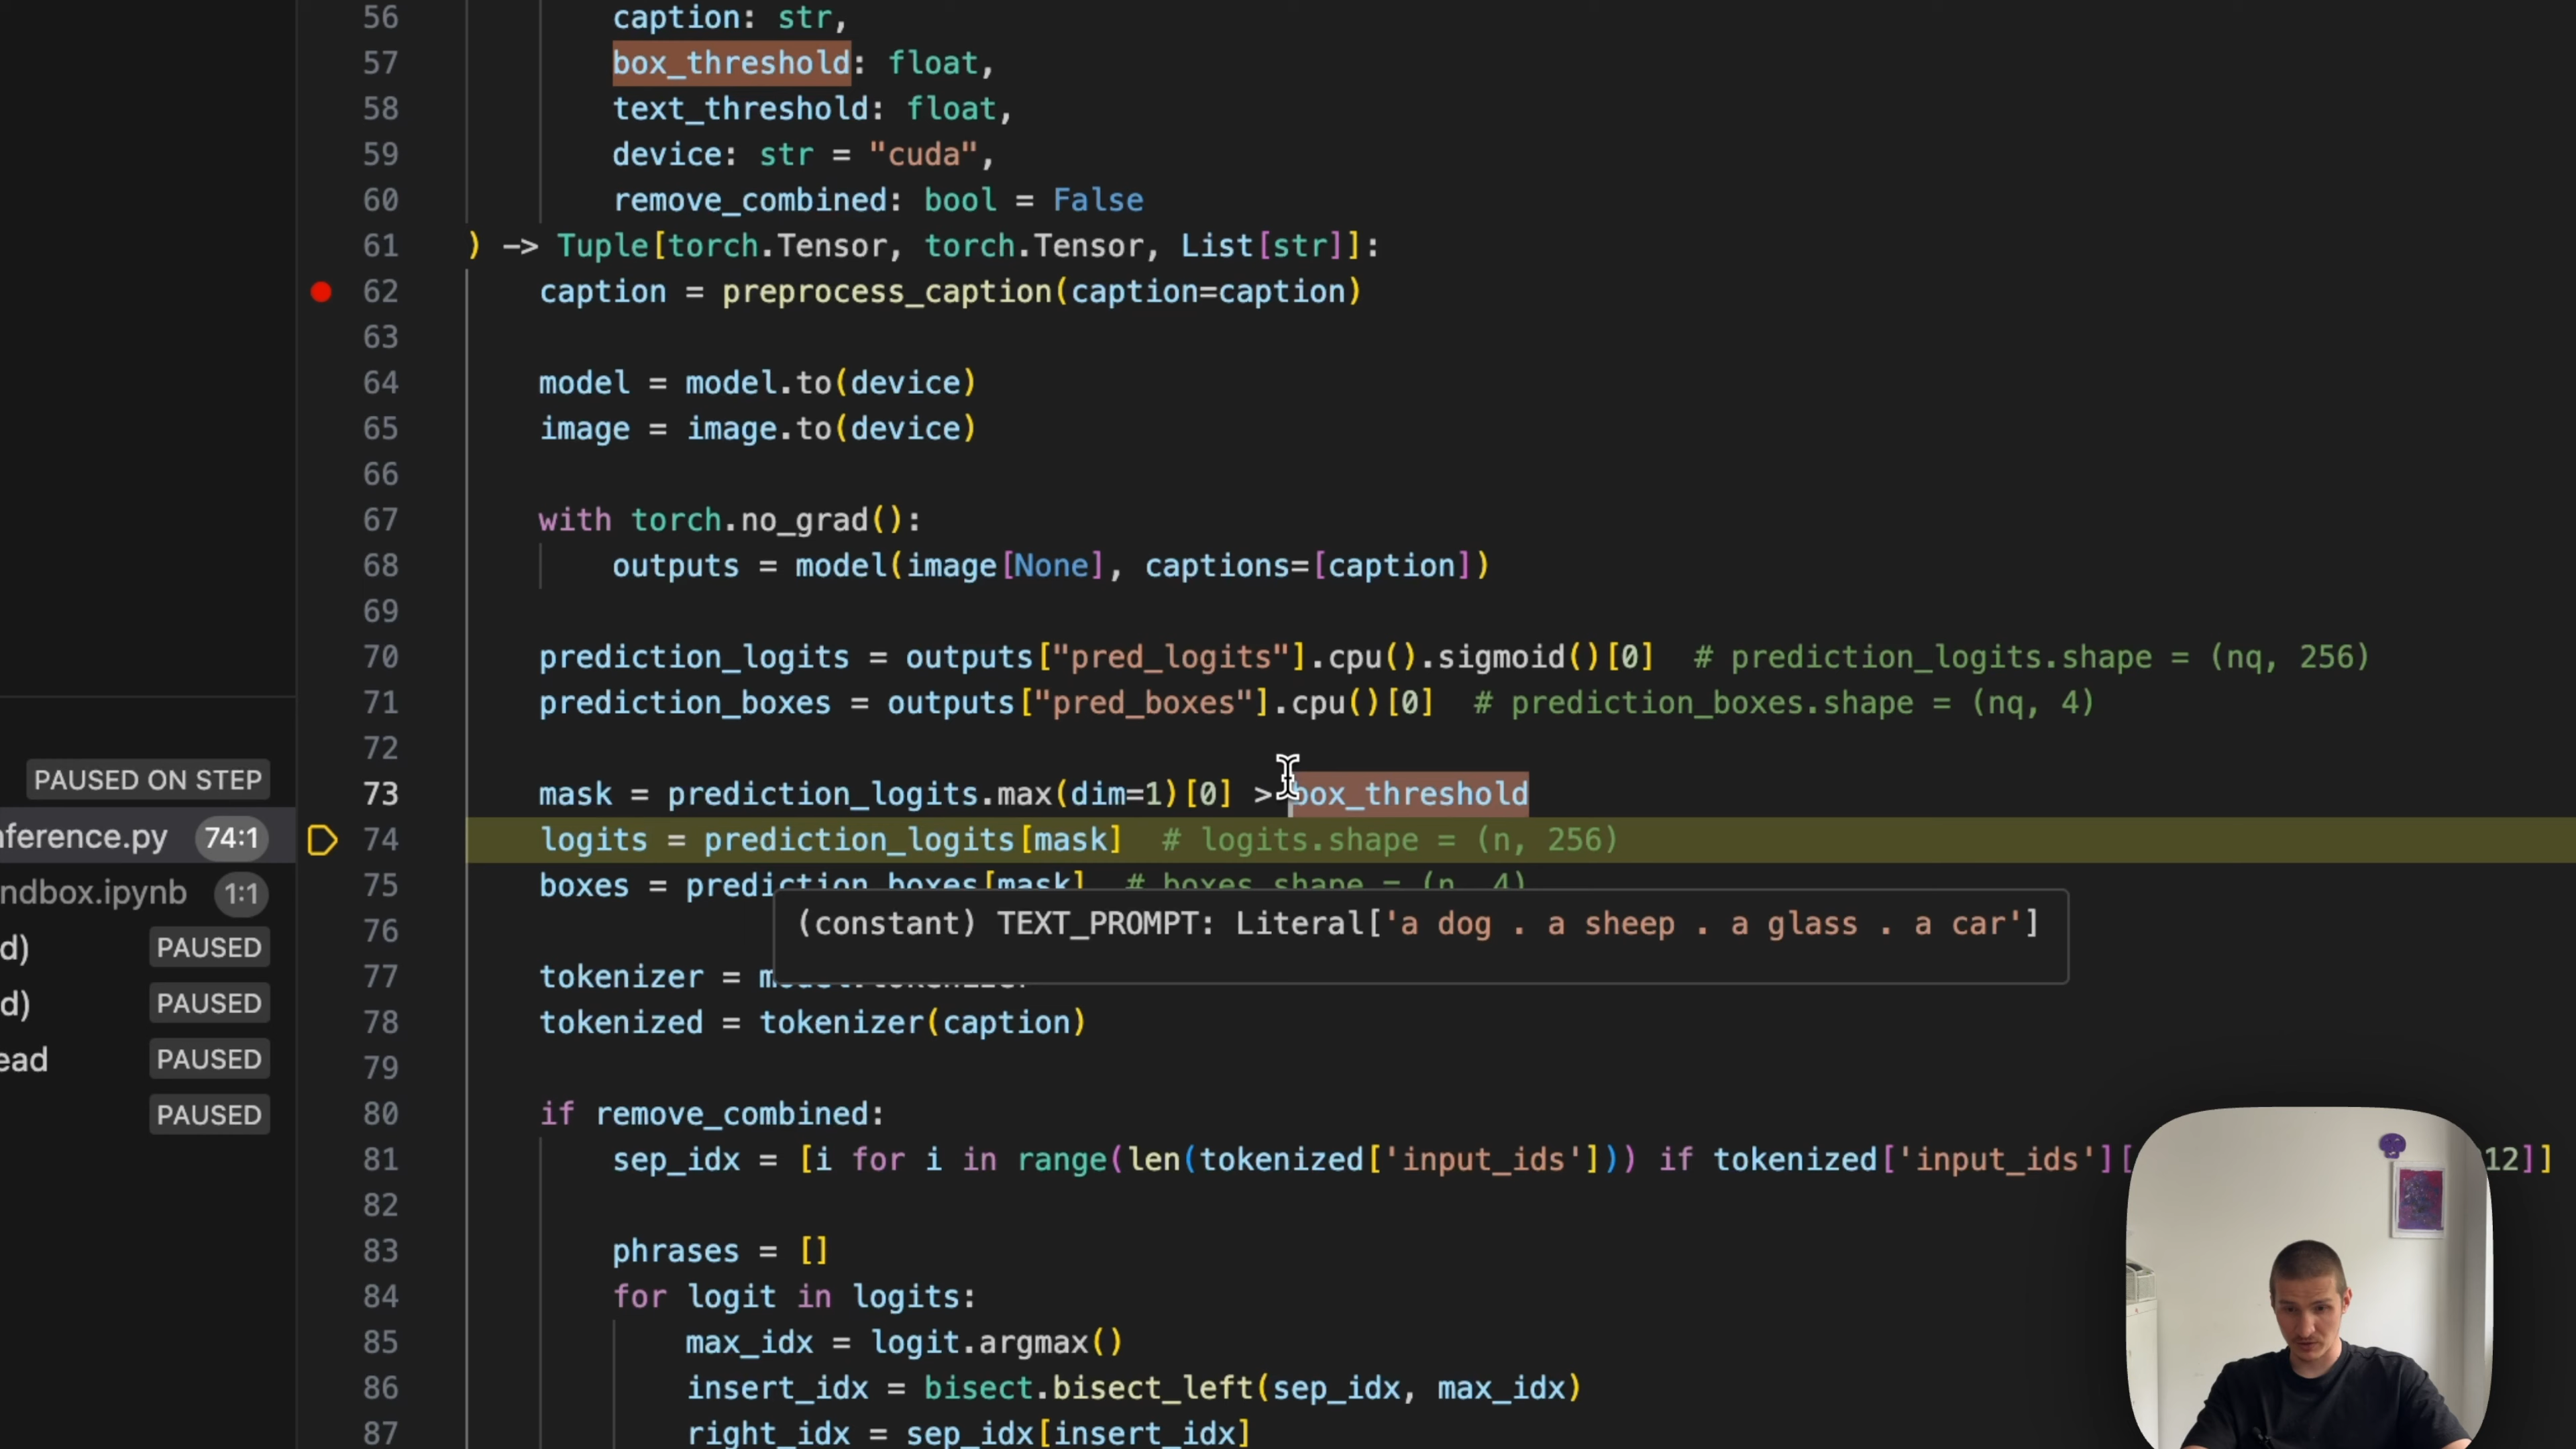 56 caption: str,
57 box_threshold: float,
58 text_threshold: float,
59 device: str = "cuda",
60 remove_combined: bool = False
61 ) -> Tuple[torch.Tensor, torch.Tensor, List[str]]:
62 caption = preprocess_caption(caption=caption)
63
64 model = model.to(device)
65 image = image.to(device)
66
67 with torch.no_grad():
68 outputs = model(image[None], captions=[caption])
69
70 prediction_logits = outputs["pred_logits"].cpu().sigmoid()[0] # prediction_logits.shape = (nq, 256)
71 prediction_boxes = outputs["pred_boxes"].cpu()[0] # prediction_boxes.shape = (nq, 4)
72
PAUSED ON STEP
73 mask = prediction_logits.max(dim=1)[0] > box_threshold
nference.py 74:1
74 logits = prediction_logits[mask] # logits.shape = (n, 256)
ndbox.ipynb 1:1
75 boxes = prediction_boxes[mask] # boxes.shape = (n, 4)
(constant) TEXT_PROMPT: Literal['a dog . a sheep . a glass . a car']
76
d) PAUSED
77 tokenizer = model.tokenizer
d) PAUSED
78 tokenized = tokenizer(caption)
ead PAUSED
79
PAUSED
80 if remove_combined:
81 sep_idx = [i for i in range(len(tokenized['input_ids'])) if tokenized['input_ids'][ 12]]
82
83 phrases = []
84 for logit in logits:
85 max_idx = logit.argmax()
86 insert_idx = bisect.bisect_left(sep_idx, max_idx)
87 right_idx = sep_idx[insert_idx]